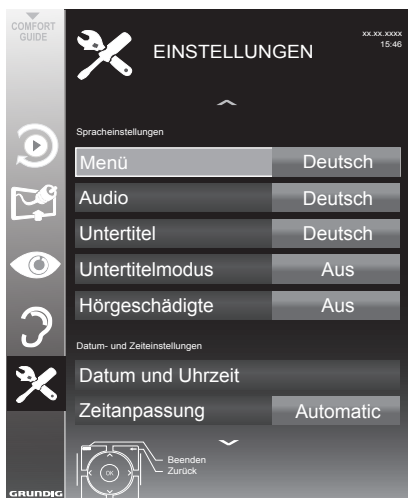 COMFORT
GUIDE
EINSTELLUNGEN
xx.xx.xxxx
15:46
Spracheinstellungen
Menü Deutsch
Audio Deutsch
Untertitel Deutsch
Untertitelmodus Aus
Hörgeschädigte Aus
Datum- und Zeiteinstellungen
Datum und Uhrzeit
Zeitanpassung Automatic
Beenden
Zurück
OK
GRUNDIG